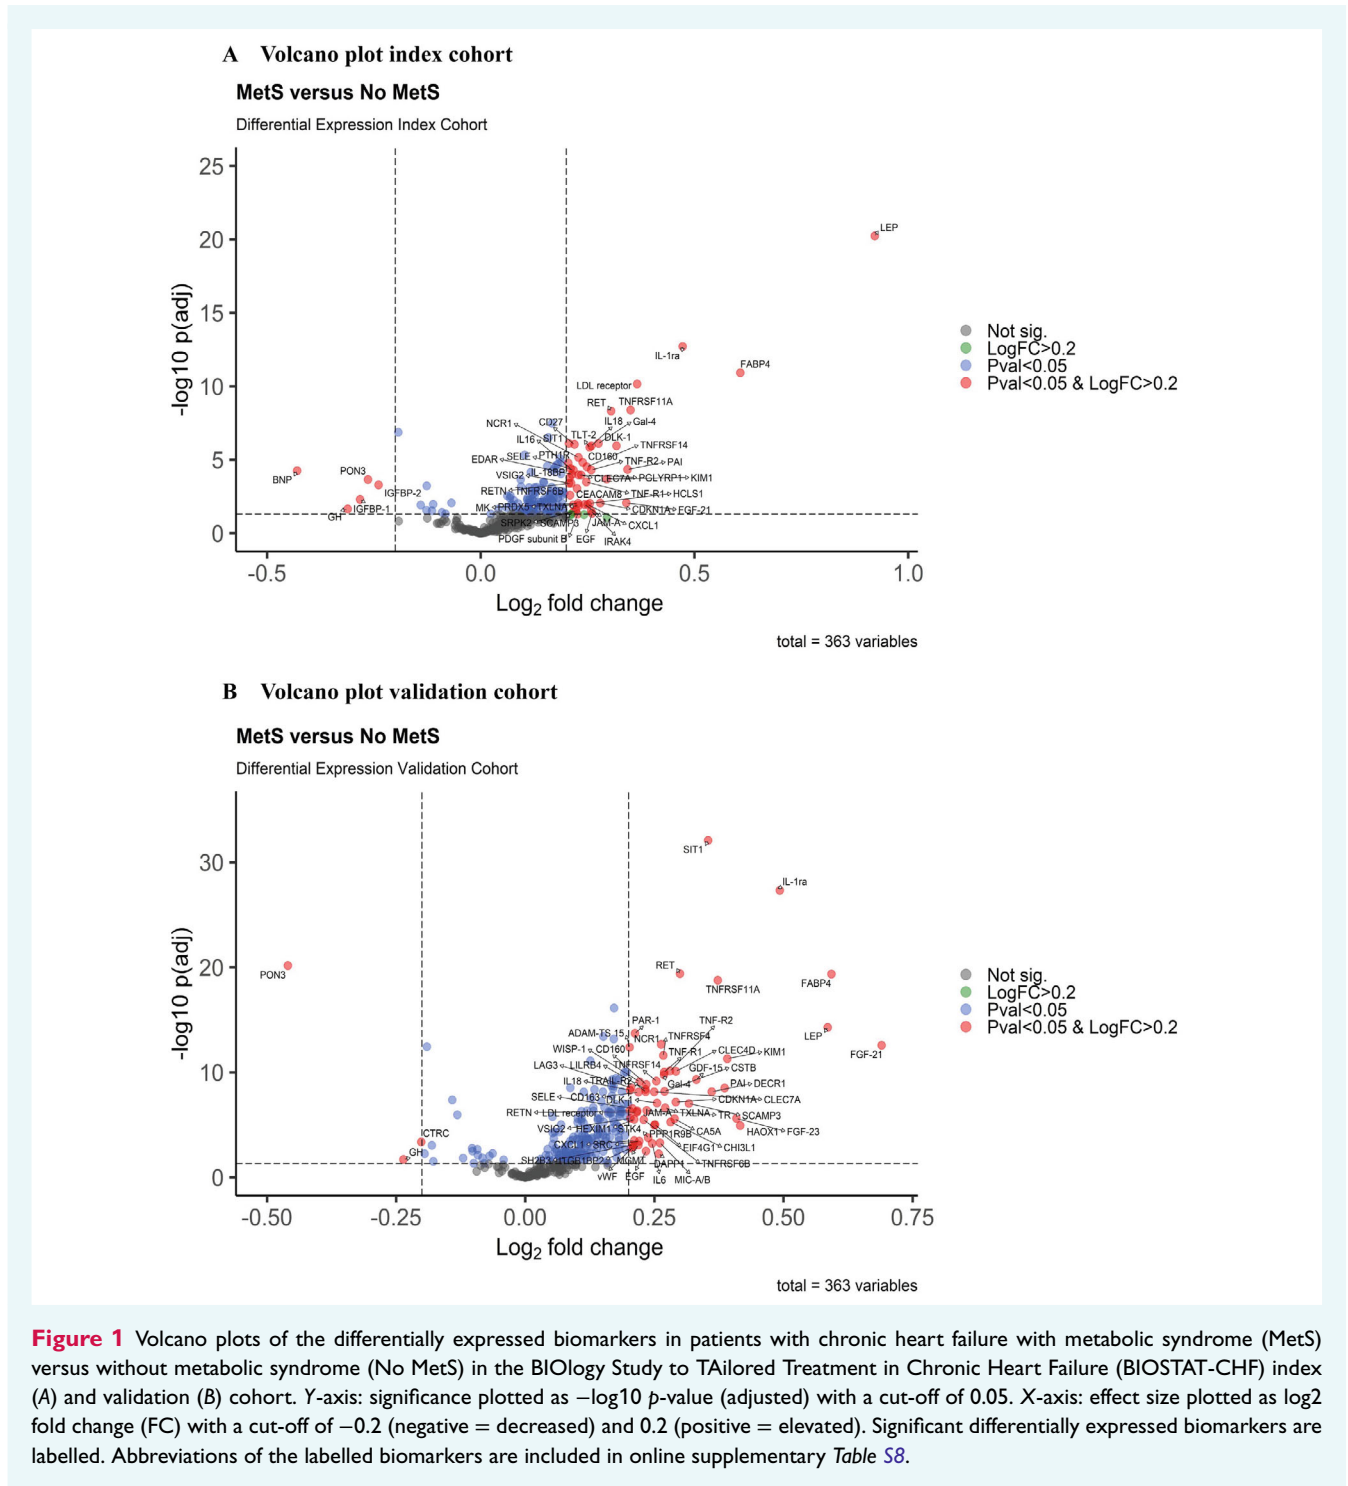 A Volcano plot index cohort
MetS versus No MetS
Differential Expression Index Cohort
25
20
15
10
5
0
-log10 p(adj)
LEP
IL-1ra
FABP4
LDL receptor
RET
TNFRSF11A
NCR1
CD27
IL18
Gal-4
IL16
SIT1
TLT-2
DLK-1
TNFRSF14
EDAR
SELE
PTH1R
CD160
TNF-R2
PAI
VSIG2
IL-18BP
CLEC7A
PGLYRP1
KIM1
RETN
TNFRSF6B
CEACAM8
TNF-R1
HCLS1
MK
PRDX5
TXLNA
CDKN1A
FGF-21
SRPK2
SCAMP3
JAM-A
CXCL1
PDGF subunit B
EGF
IRAK4
BNP
PON3
IGFBP-2
IGFBP-1
GH
-0.5
0.0
0.5
1.0
Log2 fold change
total = 363 variables
Not sig.
LogFC>0.2
Pval<0.05
Pval<0.05 & LogFC>0.2
B Volcano plot validation cohort
MetS versus No MetS
Differential Expression Validation Cohort
30
20
10
0
-log10 p(adj)
SIT1
IL-1ra
PON3
RET
TNFRSF11A
FABP4
LEP
FGF-21
PAR-1
TNF-R2
ADAM-TS 15
NCR1
TNFRSF4
WISP-1
CD160
TNF-R1
CLEC4D
KIM1
LAG3
LILRB4
TNFRSF14
GDF-15
CSTB
IL18
TRAIL-R2
Gal-4
PAI
DECR1
SELE
CD163
DLK-1
CDKN1A
CLEC7A
RETN
LDL receptor
JAM-A
TXLNA
TR
SCAMP3
VSIG2
HEXIM1
STK4
PPP1R9B
CA5A
HAOX1
FGF-23
CXCL1
SRC
EIF4G1
CHI3L1
SH2B3
ITGB1BP2
MGMT
DAPP1
TNFRSF6B
vWF
EGF
IL6
MIC-A/B
CTRC
GH
-0.50
-0.25
0.00
0.25
0.50
0.75
Log2 fold change
total = 363 variables
Not sig.
LogFC>0.2
Pval<0.05
Pval<0.05 & LogFC>0.2
Figure 1 Volcano plots of the differentially expressed biomarkers in patients with chronic heart failure with metabolic syndrome (MetS)
versus without metabolic syndrome (No MetS) in the BIOlogy Study to TAilored Treatment in Chronic Heart Failure (BIOSTAT-CHF) index
(A) and validation (B) cohort. Y-axis: significance plotted as −log10 p-value (adjusted) with a cut-off of 0.05. X-axis: effect size plotted as log2
fold change (FC) with a cut-off of −0.2 (negative = decreased) and 0.2 (positive = elevated). Significant differentially expressed biomarkers are
labelled. Abbreviations of the labelled biomarkers are included in online supplementary Table S8.